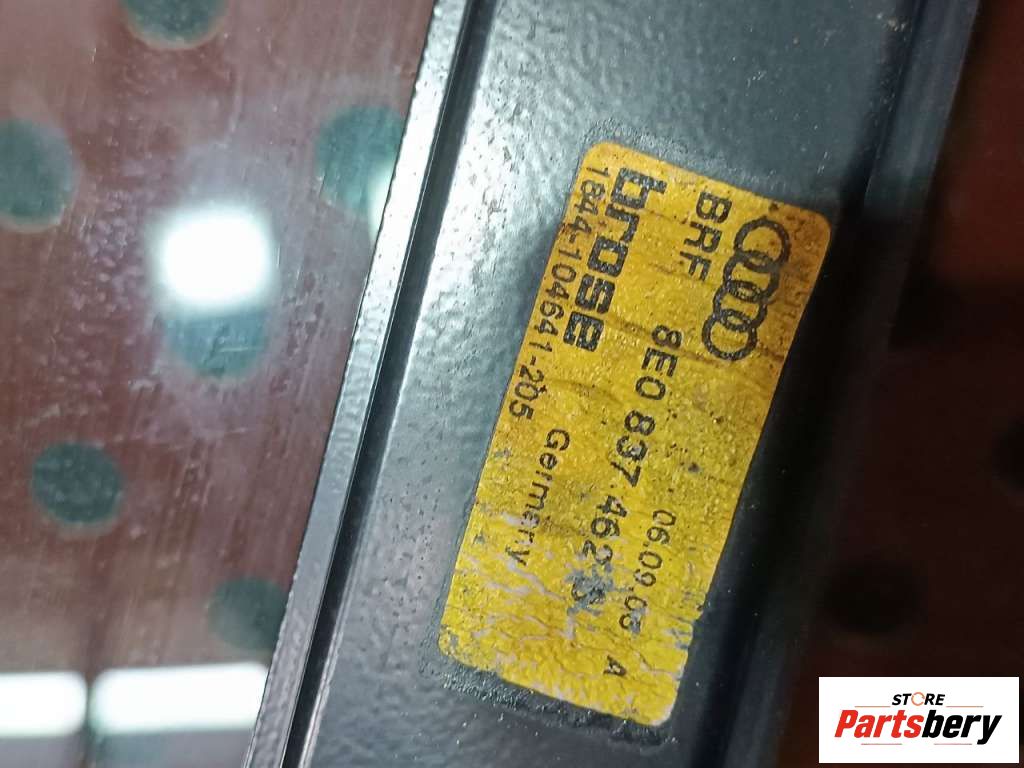 BRF 8E0 837.462
06.09.05 A
brose
1844-104641-205 Germany
STORE
Partsbery